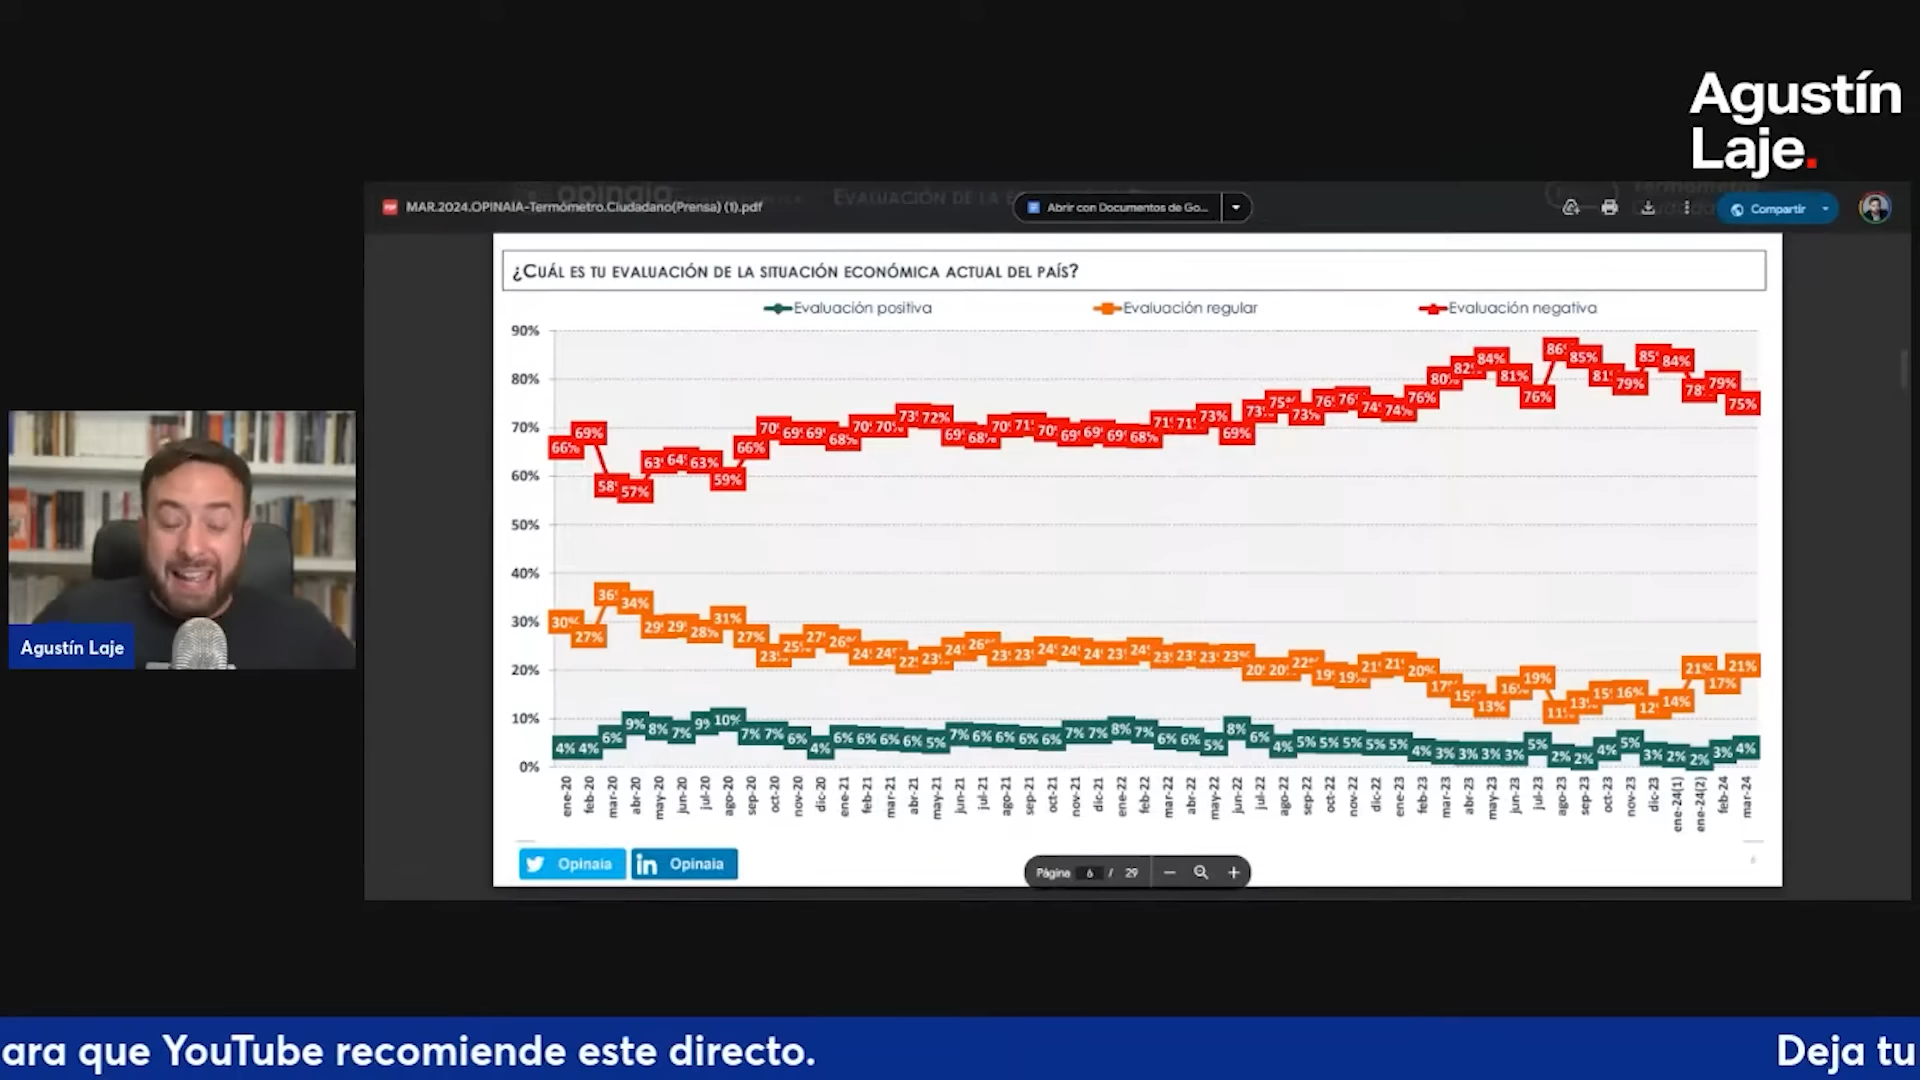 Agustín
Laje.
MAR.2024.OPINAIA-Termómetro.Ciudadano(Prensa) (1).pdf
Abrir con Documentos de Go...
Compartir
¿Cuál es tu evaluación de la situación económica actual del país?
Evaluación positiva
Evaluación regular
Evaluación negativa
90%
80%
70%
60%
50%
40%
30%
20%
10%
0%
66% 69% 58% 57% 63% 64% 63% 59% 66% 70% 69% 69% 68% 70% 70% 73% 72% 69% 68% 70% 71% 70% 69% 69% 69% 68% 71% 71% 73% 69% 73% 75% 73% 76% 76% 74% 74% 76% 80% 82% 84% 81% 76% 86% 85% 81% 79% 85% 84% 78% 79% 75%
30% 27% 36% 34% 29% 29% 28% 31% 27% 23% 25% 27% 26% 24% 24% 22% 23% 24% 26% 23% 23% 24% 24% 24% 23% 24% 23% 23% 23% 23% 20% 20% 22% 19% 19% 21% 21% 20% 17% 15% 13% 16% 19% 11% 13% 15% 16% 12% 14% 21% 17% 21%
4% 4% 6% 9% 8% 7% 9% 10% 7% 7% 6% 4% 6% 6% 6% 6% 5% 7% 6% 6% 6% 6% 7% 7% 8% 7% 6% 6% 5% 8% 6% 4% 5% 5% 5% 5% 5% 4% 3% 3% 3% 3% 5% 2% 2% 4% 5% 3% 2% 2% 3% 4%
ene-20 feb-20 mar-20 abr-20 may-20 jun-20 jul-20 ago-20 sep-20 oct-20 nov-20 dic-20 ene-21 feb-21 mar-21 abr-21 may-21 jun-21 jul-21 ago-21 sep-21 oct-21 nov-21 dic-21 ene-22 feb-22 mar-22 abr-22 may-22 jun-22 jul-22 ago-22 sep-22 oct-22 nov-22 dic-22 ene-23 feb-23 mar-23 abr-23 may-23 jun-23 jul-23 ago-23 sep-23 oct-23 nov-23 dic-23 ene-24(1) ene-24(2) feb-24 mar-24
Opinaia
in Opinaia
Página 6 / 29
6
Agustín Laje
ara que YouTube recomiende este directo.
Deja tu